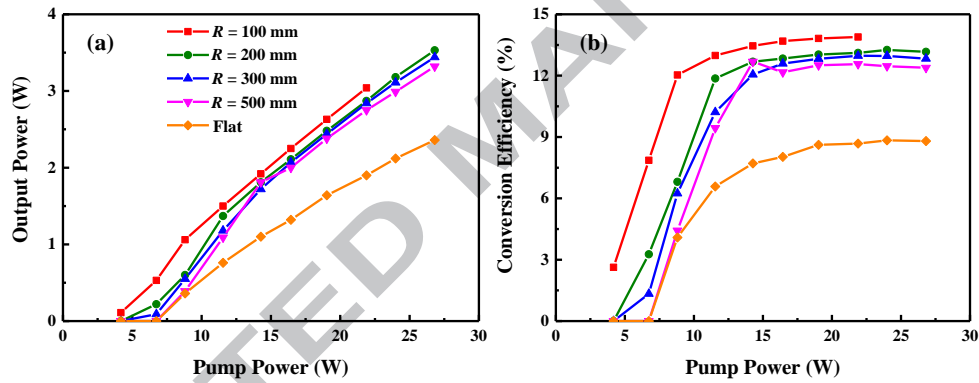 (a)
R = 100 mm
R = 200 mm
R = 300 mm
R = 500 mm
Flat
Output Power (W)
4
3
2
1
0
0 5 10 15 20 25 30
Pump Power (W)
(b)
Conversion Efficiency (%)
15
12
9
6
3
0
0 5 10 15 20 25 30
Pump Power (W)
TED MA